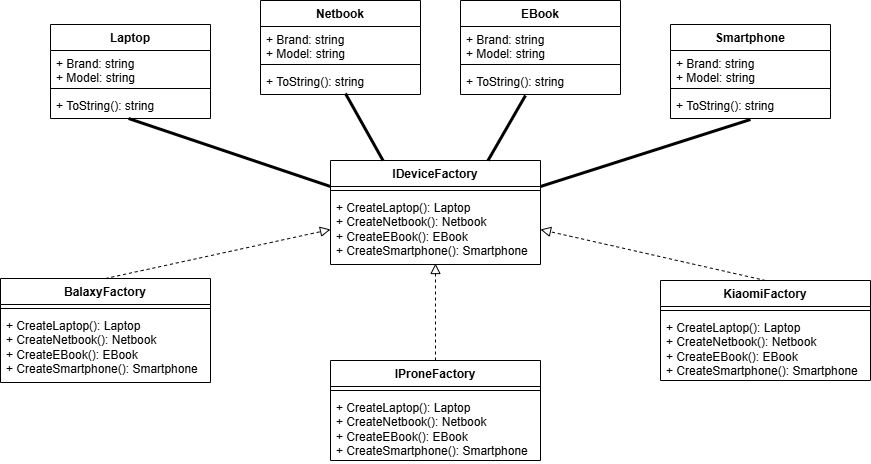 Laptop
+ Brand: string
+ Model: string
+ ToString(): string
Netbook
+ Brand: string
+ Model: string
+ ToString(): string
EBook
+ Brand: string
+ Model: string
+ ToString(): string
Smartphone
+ Brand: string
+ Model: string
+ ToString(): string
IDeviceFactory
+ CreateLaptop(): Laptop
+ CreateNetbook(): Netbook
+ CreateEBook(): EBook
+ CreateSmartphone(): Smartphone
BalaxyFactory
+ CreateLaptop(): Laptop
+ CreateNetbook(): Netbook
+ CreateEBook(): EBook
+ CreateSmartphone(): Smartphone
IProneFactory
+ CreateLaptop(): Laptop
+ CreateNetbook(): Netbook
+ CreateEBook(): EBook
+ CreateSmartphone(): Smartphone
KiaomiFactory
+ CreateLaptop(): Laptop
+ CreateNetbook(): Netbook
+ CreateEBook(): EBook
+ CreateSmartphone(): Smartphone